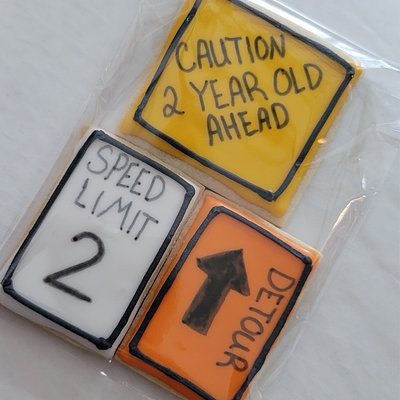 CAUTION
2 YEAR OLD
AHEAD
SPEED
LIMIT
2
DETOUR